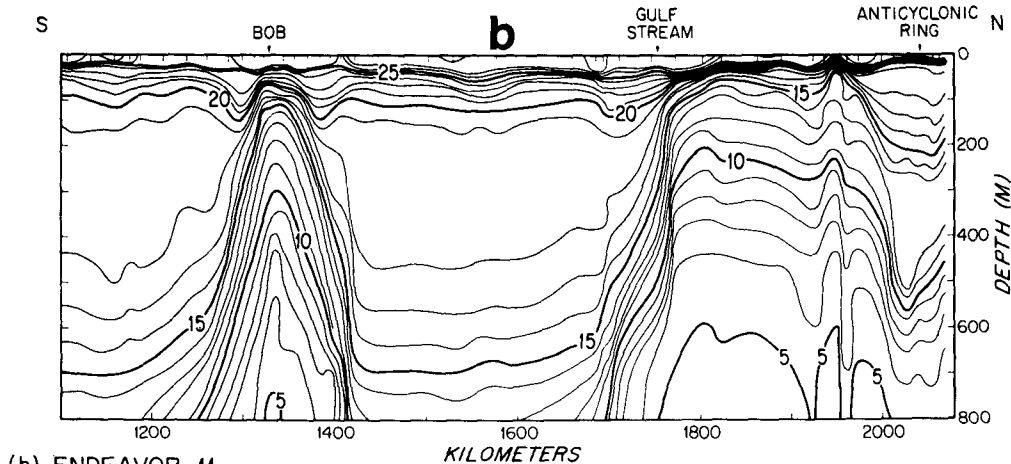 S BOB b GULF STREAM ANTICYCLONIC RING N
25 20 20 15 0
200
10
10 400
15 15 600
5 5 5 5 800
1200 1400 1600 1800 2000
KILOMETERS
DEPTH (M)
(b) ENDEAVOR